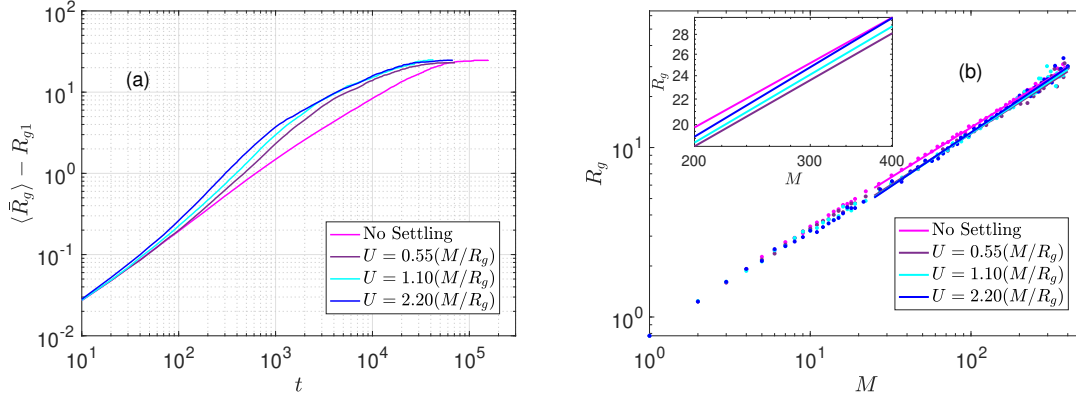 (a)
⟨R̄_g⟩ − R_{g1}
10^2
10^1
10^0
10^{-1}
10^{-2}
No Settling
U = 0.55(M/R_g)
U = 1.10(M/R_g)
U = 2.20(M/R_g)
10^1 10^2 10^3 10^4 10^5
t
(b)
R_g
10^1
10^0
28
26
24
22
20
R_g
200 300 400
M
No Settling
U = 0.55(M/R_g)
U = 1.10(M/R_g)
U = 2.20(M/R_g)
10^0 10^1 10^2
M